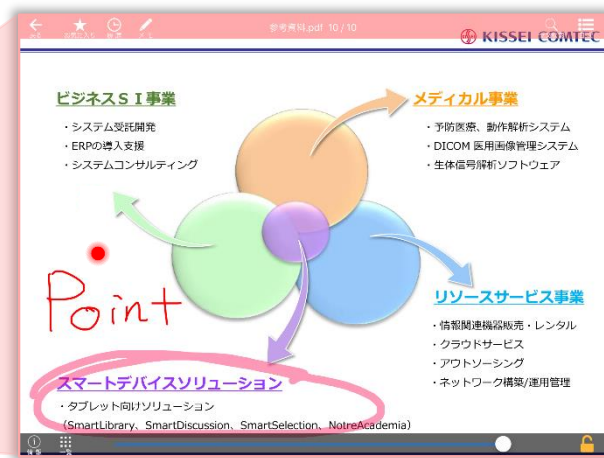 参考資料.pdf 10 / 10
KISSEI COMTEC
ビジネスＳＩ事業
・システム受託開発
・ERPの導入支援
・システムコンサルティング
メディカル事業
・予防医療、動作解析システム
・DICOM 医用画像管理システム
・生体信号解析ソフトウェア
Point
リソースサービス事業
・情報関連機器販売・レンタル
・クラウドサービス
・アウトソーシング
・ネットワーク構築/運用管理
スマートデバイスソリューション
・タブレット向けソリューション
（SmartLibrary、SmartDiscussion、SmartSelection、NotreAcademia）
情報
一覧